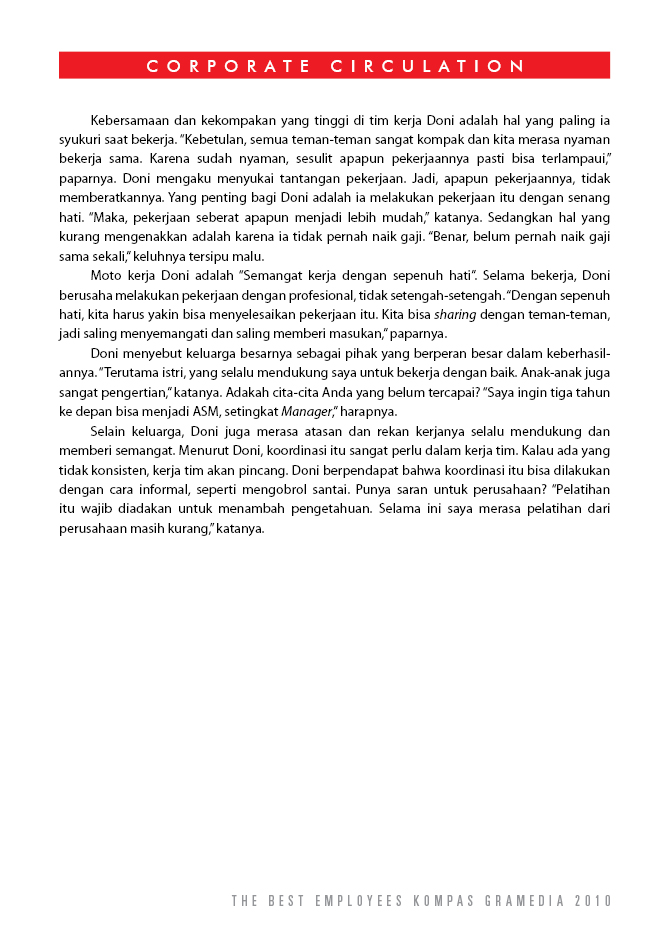 CORPORATE CIRCULATION
Kebersamaan dan kekompakan yang tinggi di tim kerja Doni adalah hal yang paling ia
syukuri saat bekerja. “Kebetulan, semua teman-teman sangat kompak dan kita merasa nyaman
bekerja sama. Karena sudah nyaman, sesulit apapun pekerjaannya pasti bisa terlampaui,”
paparnya. Doni mengaku menyukai tantangan pekerjaan. Jadi, apapun pekerjaannya, tidak
memberatkannya. Yang penting bagi Doni adalah ia melakukan pekerjaan itu dengan senang
hati. “Maka, pekerjaan seberat apapun menjadi lebih mudah,” katanya. Sedangkan hal yang
kurang mengenakkan adalah karena ia tidak pernah naik gaji. “Benar, belum pernah naik gaji
sama sekali,” keluhnya tersipu malu.
Moto kerja Doni adalah “Semangat kerja dengan sepenuh hati”. Selama bekerja, Doni
berusaha melakukan pekerjaan dengan profesional, tidak setengah-setengah. “Dengan sepenuh
hati, kita harus yakin bisa menyelesaikan pekerjaan itu. Kita bisa sharing dengan teman-teman,
jadi saling menyemangati dan saling memberi masukan,” paparnya.
Doni menyebut keluarga besarnya sebagai pihak yang berperan besar dalam keberhasil-
annya. “Terutama istri, yang selalu mendukung saya untuk bekerja dengan baik. Anak-anak juga
sangat pengertian,” katanya. Adakah cita-cita Anda yang belum tercapai? “Saya ingin tiga tahun
ke depan bisa menjadi ASM, setingkat Manager,” harapnya.
Selain keluarga, Doni juga merasa atasan dan rekan kerjanya selalu mendukung dan
memberi semangat. Menurut Doni, koordinasi itu sangat perlu dalam kerja tim. Kalau ada yang
tidak konsisten, kerja tim akan pincang. Doni berpendapat bahwa koordinasi itu bisa dilakukan
dengan cara informal, seperti mengobrol santai. Punya saran untuk perusahaan? “Pelatihan
itu wajib diadakan untuk menambah pengetahuan. Selama ini saya merasa pelatihan dari
perusahaan masih kurang,” katanya.
THE BEST EMPLOYEES KOMPAS GRAMEDIA 2010